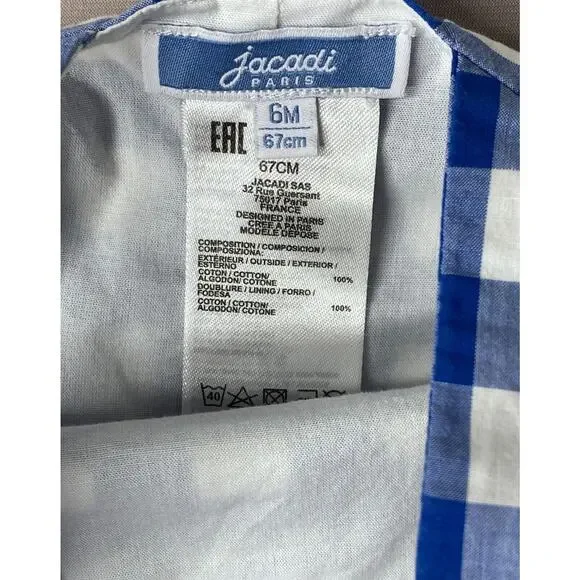 jacadi
PARIS
6M
67cm
EAC
67CM
JACADI SAS
32 Rue Guersant
75017 Paris
FRANCE
DESIGNED IN PARIS
CREE A PARIS
MODELE DEPOSE
COMPOSITION / COMPOSICION /
COMPOSIZIONE:
EXTÉRIEUR / OUTSIDE / EXTERIOR /
ESTERNO
COTON / COTTON/ 100%
ALGODON/ COTONE
DOUBLURE / LINING / FORRO /
FODESA
COTON / COTTON/ 100%
ALGODON/ COTONE
40